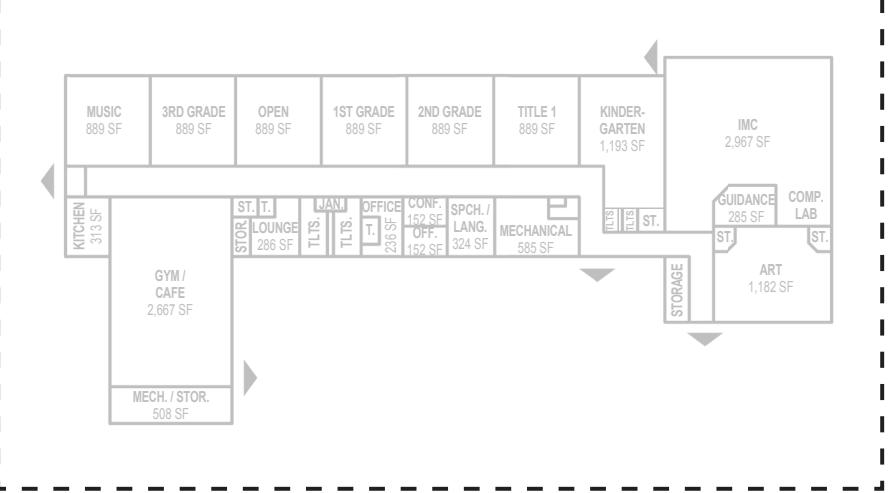 MUSIC
889 SF
3RD GRADE
889 SF
OPEN
889 SF
1ST GRADE
889 SF
2ND GRADE
889 SF
TITLE 1
889 SF
KINDER-
GARTEN
1,193 SF
IMC
2,967 SF
GUIDANCE
285 SF
COMP.
LAB
KITCHEN
313 SF
ST.
T.
STOR.
LOUNGE
286 SF
JAN.
TLTS.
TLTS.
OFFICE
236 SF
T.
CONF.
152 SF
OFF.
152 SF
SPCH. /
LANG.
324 SF
MECHANICAL
585 SF
TLTS
TLTS
ST.
ST.
ST.
ART
1,182 SF
STORAGE
GYM /
CAFE
2,667 SF
MECH. / STOR.
508 SF